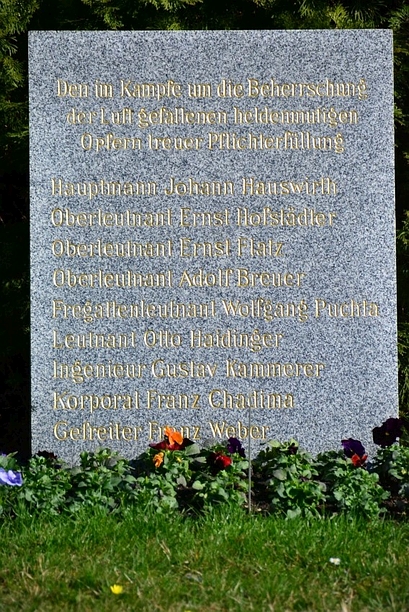 Den im Kampfe um die Beherrschung
der Luft gefallenen heldenmutigen
Opfern treuer Pflichterfüllung
Hauptmann Johann Hauswirth
Oberleutnant Ernst Hofstädter
Oberleutnant Ernst Flatz
Oberleutnant Adolf Breuer
Fregattenleutnant Wolfgang Puchta
Leutnant Otto Haidinger
Ingenieur Gustav Kammerer
Korporal Franz Chadima
Gefreiter Franz Weber